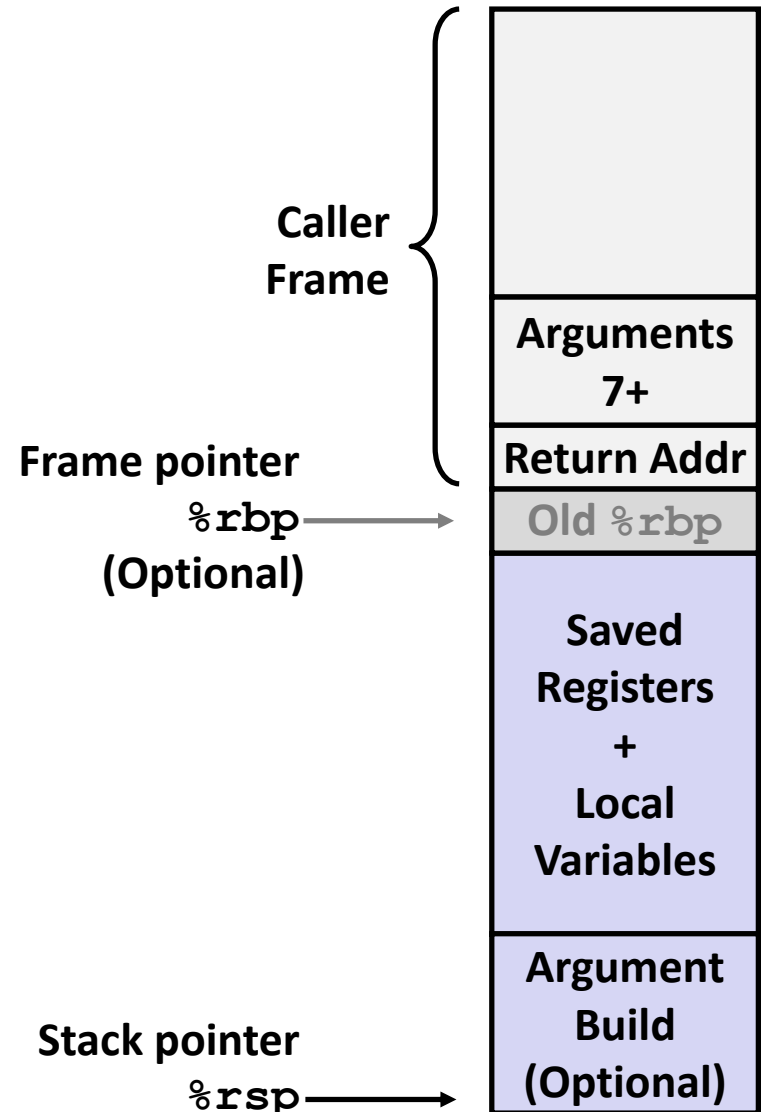 Caller
Frame
Arguments
7+
Return Addr
Frame pointer
%rbp
(Optional)
Old %rbp
Saved
Registers
+
Local
Variables
Argument
Build
(Optional)
Stack pointer
%rsp